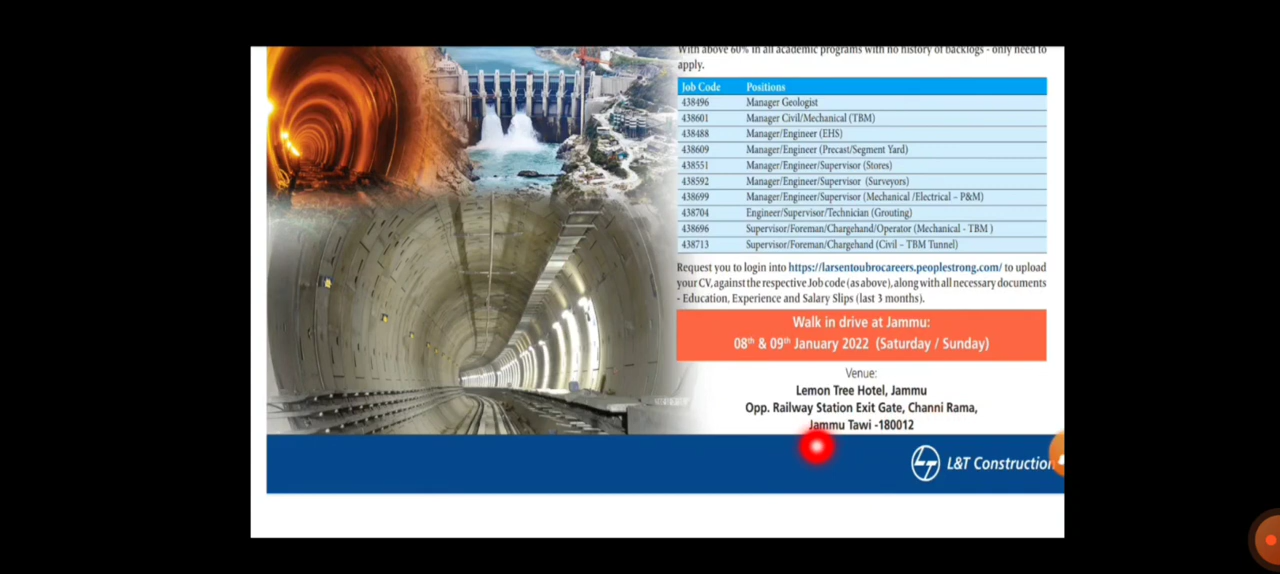 With above 60% in all academic programs with no history of backlogs - only need to
apply.
Job Code Positions
438496 Manager Geologist
438601 Manager Civil/Mechanical (TBM)
438488 Manager/Engineer (EHS)
438609 Manager/Engineer (Precast/Segment Yard)
438551 Manager/Engineer/Supervisor (Stores)
438592 Manager/Engineer/Supervisor (Surveyors)
438699 Manager/Engineer/Supervisor (Mechanical /Electrical – P&M)
438704 Engineer/Supervisor/Technician (Grouting)
438696 Supervisor/Foreman/Chargehand/Operator (Mechanical - TBM )
438713 Supervisor/Foreman/Chargehand (Civil – TBM Tunnel)
Request you to login into https://larsentoubrocareers.peoplestrong.com/ to upload
your CV, against the respective Job code (as above), along with all necessary documents
- Education, Experience and Salary Slips (last 3 months).
Walk in drive at Jammu:
08th & 09th January 2022 (Saturday / Sunday)
Venue:
Lemon Tree Hotel, Jammu
Opp. Railway Station Exit Gate, Channi Rama,
Jammu Tawi -180012
L&T Construction